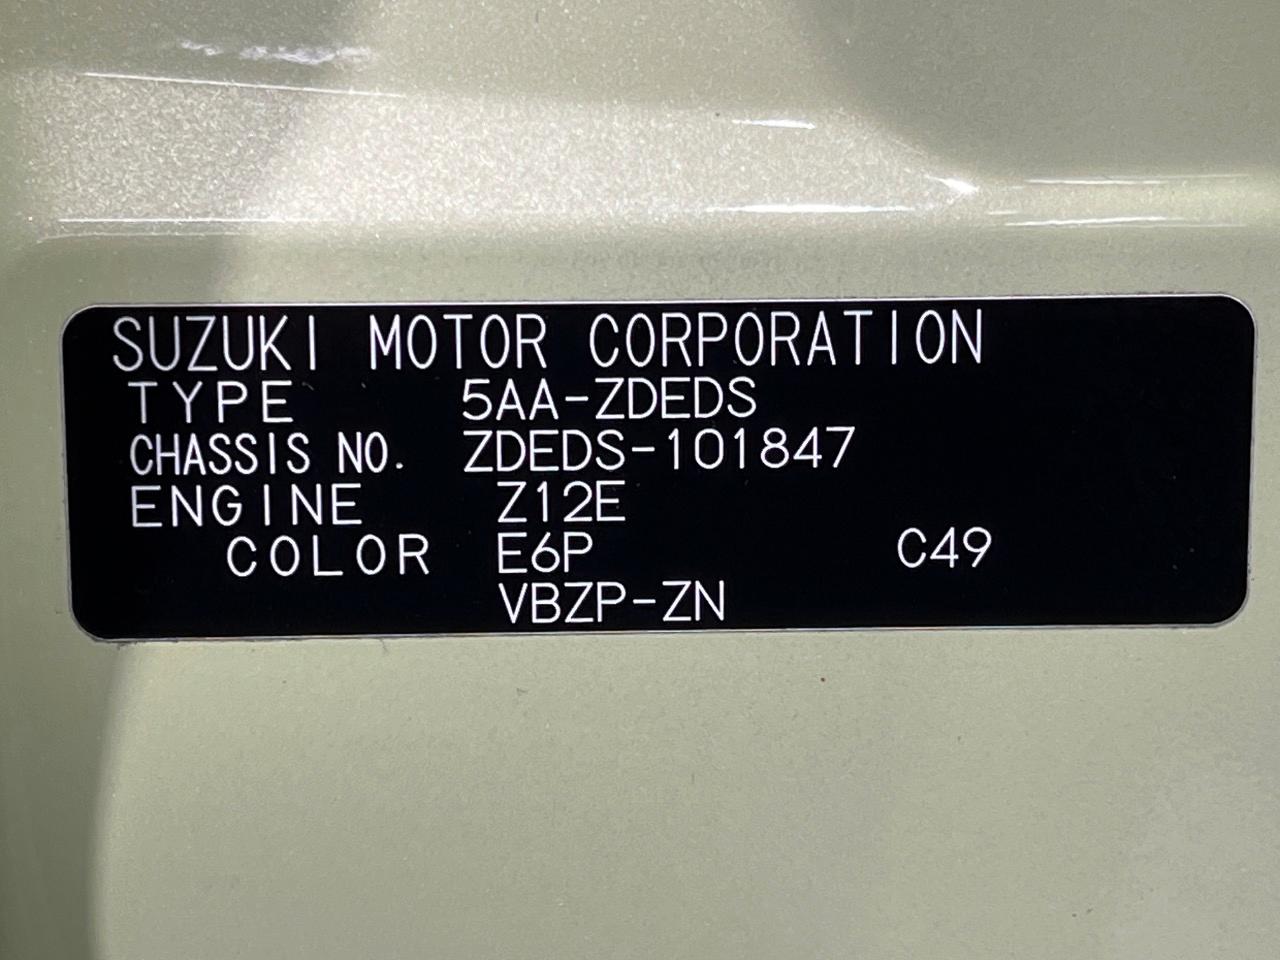 SUZUKI MOTOR CORPORATION
TYPE 5AA-ZDEDS
CHASSIS NO. ZDEDS-101847
ENGINE Z12E
COLOR E6P C49
VBZP-ZN